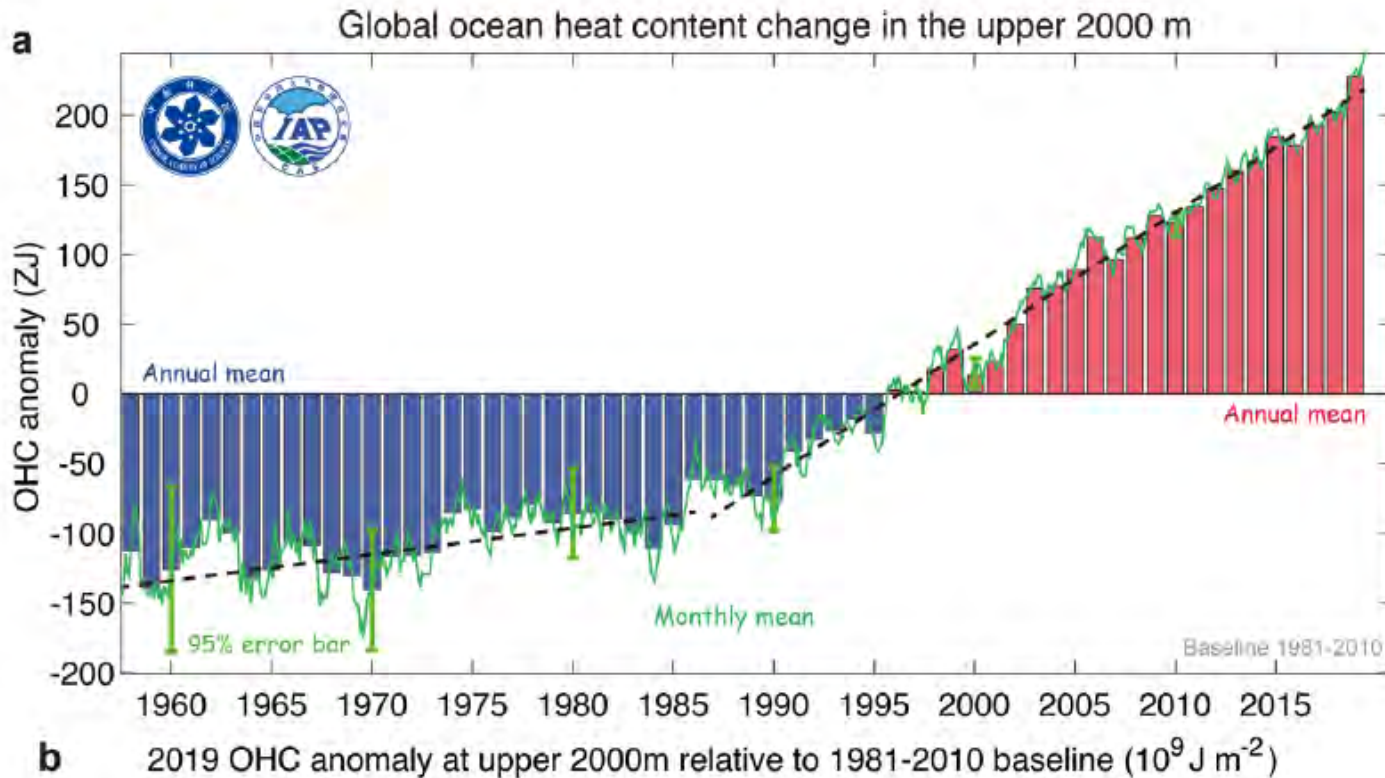 a
Global ocean heat content change in the upper 2000 m
IAP
200
150
100
50
0
-50
-100
-150
-200
OHC anomaly (ZJ)
Annual mean
Annual mean
Monthly mean
95% error bar
Baseline 1981-2010
1960 1965 1970 1975 1980 1985 1990 1995 2000 2005 2010 2015
b 2019 OHC anomaly at upper 2000m relative to 1981-2010 baseline (10⁹ J m⁻²)